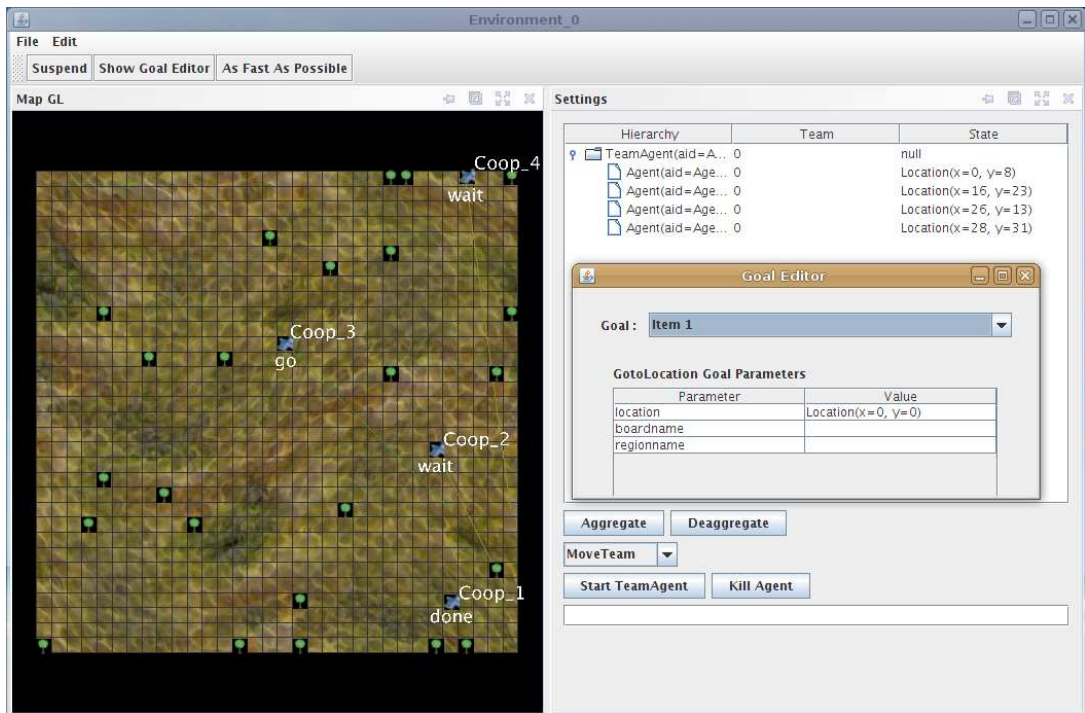 Environment_0
File Edit
Suspend Show Goal Editor As Fast As Possible
Map GL
Coop_4
wait
Coop_3
go
Coop_2
wait
Coop_1
done
Settings
Hierarchy Team State
TeamAgent(aid=A... 0 null
Agent(aid=Age... 0 Location(x=0, y=8)
Agent(aid=Age... 0 Location(x=16, y=23)
Agent(aid=Age... 0 Location(x=26, y=13)
Agent(aid=Age... 0 Location(x=28, y=31)
Goal Editor
Goal : Item 1
GotoLocation Goal Parameters
Parameter Value
location Location(x=0, y=0)
boardname
regionname
Aggregate Deaggregate
MoveTeam
Start TeamAgent Kill Agent